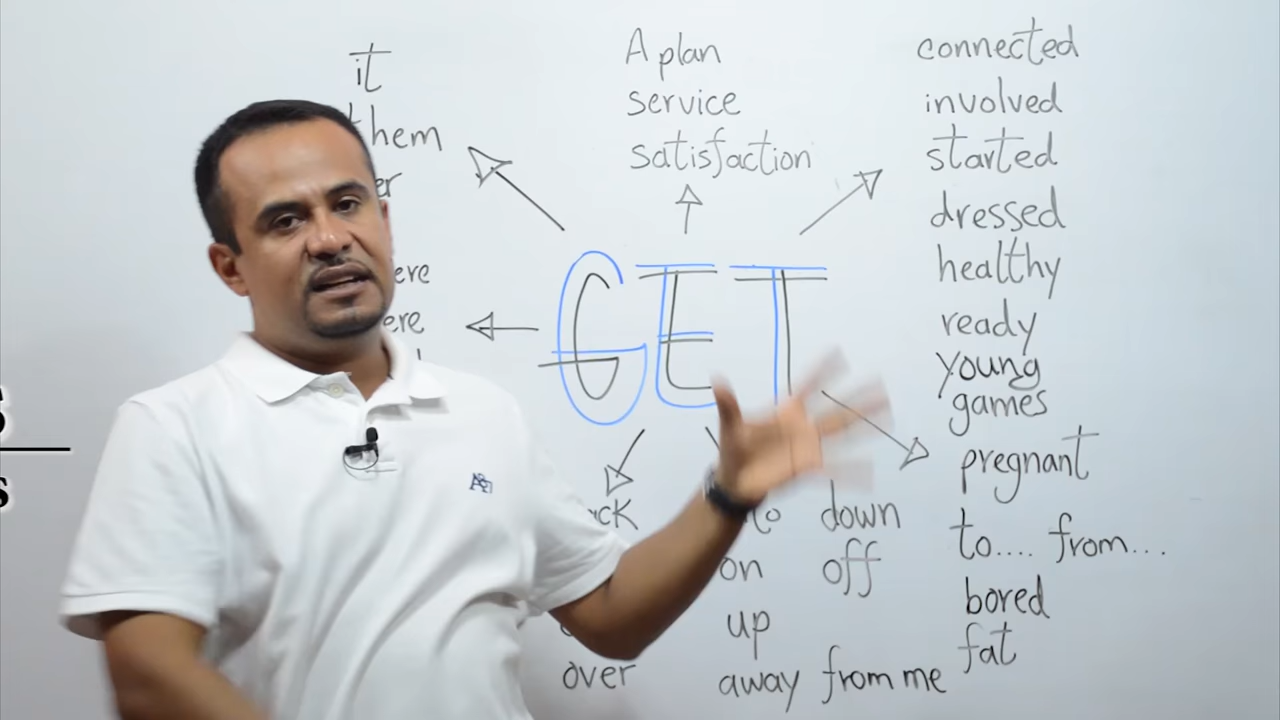 it
them
A plan
service
satisfaction
connected
involved
started
dressed
healthy
ready
young
games
pregnant
to.... from...
bored
fat
GET
down
on off
up
over away from me